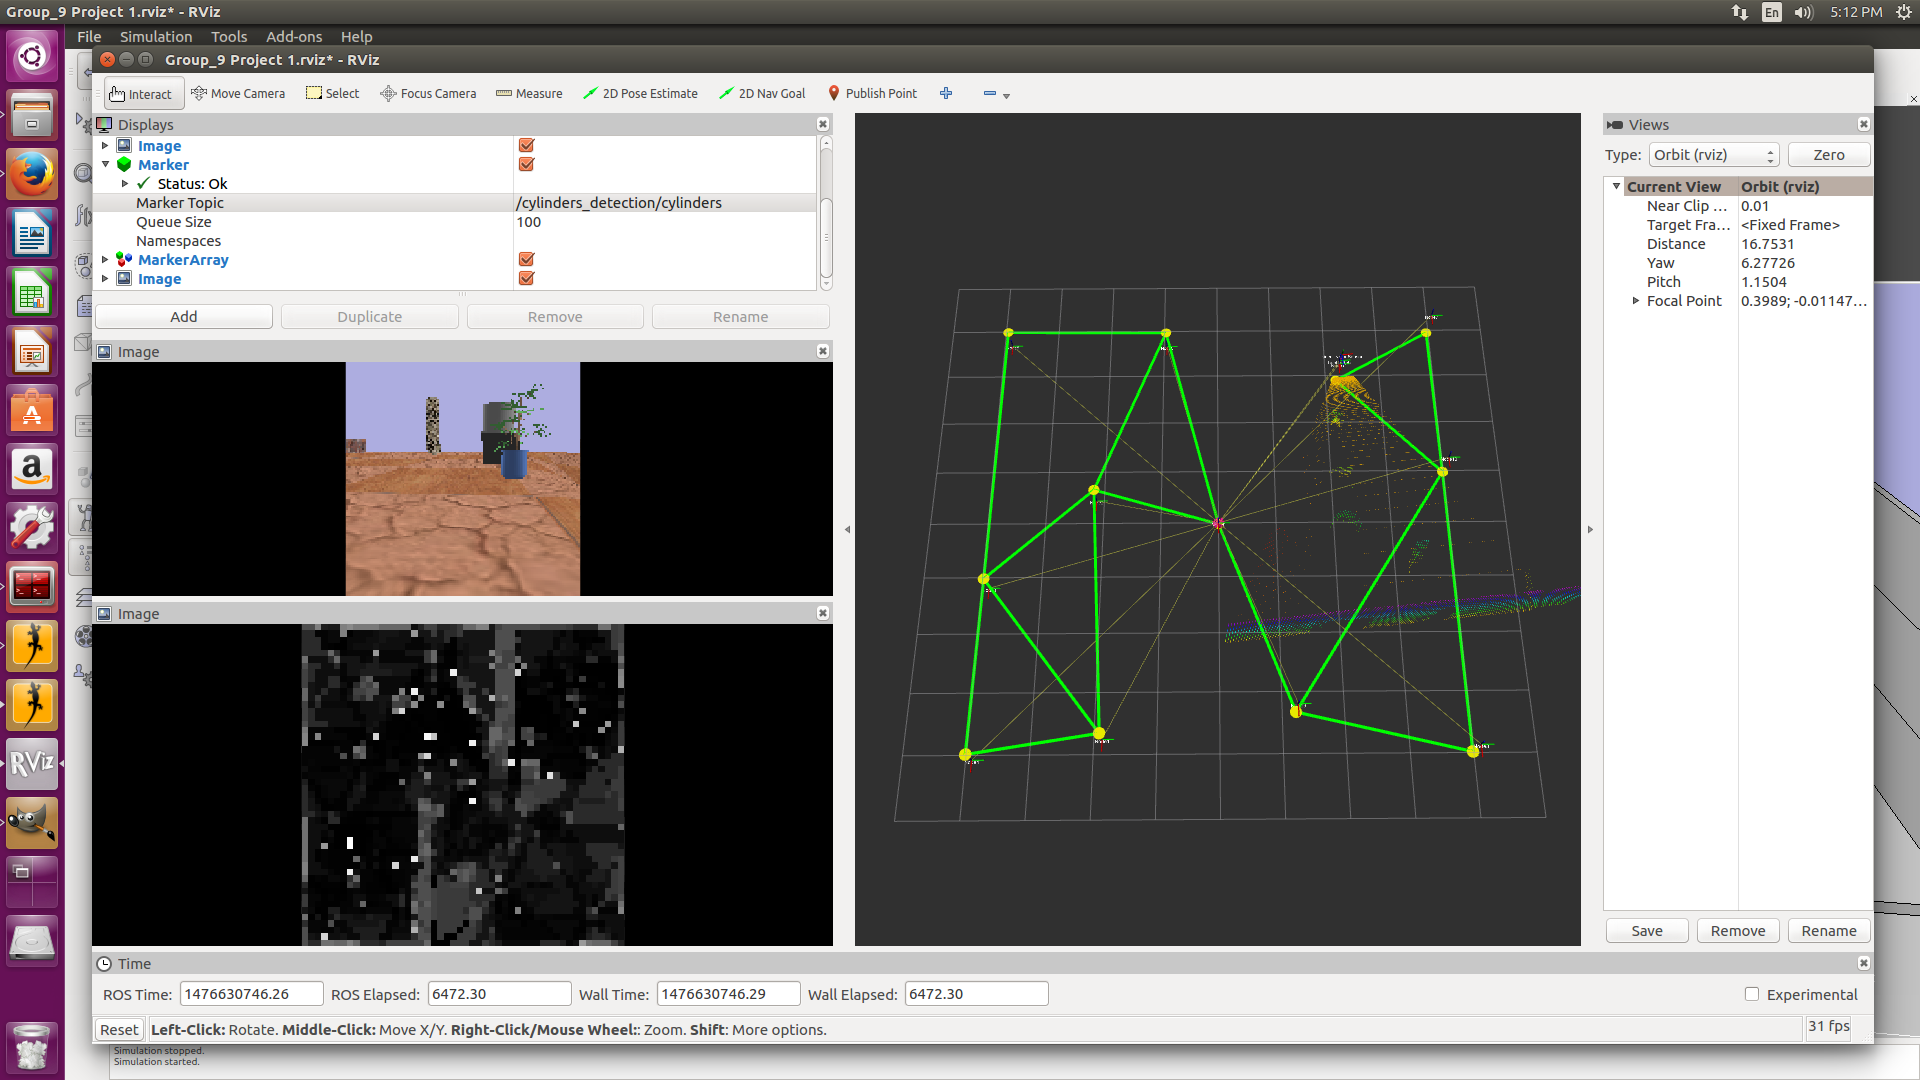 Group_9 Project 1.rviz* - RViz
En
5:12 PM
File Simulation Tools Add-ons Help
Group_9 Project 1.rviz* - RViz
Interact Move Camera Select Focus Camera Measure 2D Pose Estimate 2D Nav Goal Publish Point
Displays
Image
Marker
Status: Ok
Marker Topic /cylinders_detection/cylinders
Queue Size 100
Namespaces
MarkerArray
Image
Add Duplicate Remove Rename
Image
Image
Views
Type: Orbit (rviz) Zero
Current View Orbit (rviz)
Near Clip ... 0.01
Target Fra... <Fixed Frame>
Distance 16.7531
Yaw 6.27726
Pitch 1.1504
Focal Point 0.3989; -0.01147...
Save Remove Rename
Time
ROS Time: 1476630746.26 ROS Elapsed: 6472.30 Wall Time: 1476630746.29 Wall Elapsed: 6472.30 Experimental
Reset Left-Click: Rotate. Middle-Click: Move X/Y. Right-Click/Mouse Wheel:: Zoom. Shift: More options. 31 fps
Simulation stopped.
Simulation started.
RViz